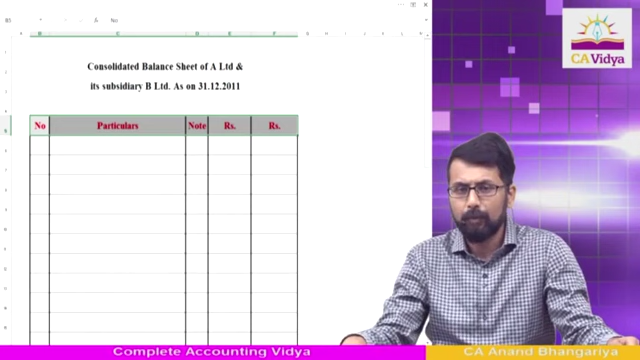 No
Consolidated Balance Sheet of A Ltd &
its subsidiary B Ltd. As on 31.12.2011
No Particulars Note Rs. Rs.
CA Vidya
Complete Accounting Vidya
CA Anand Bhangariya